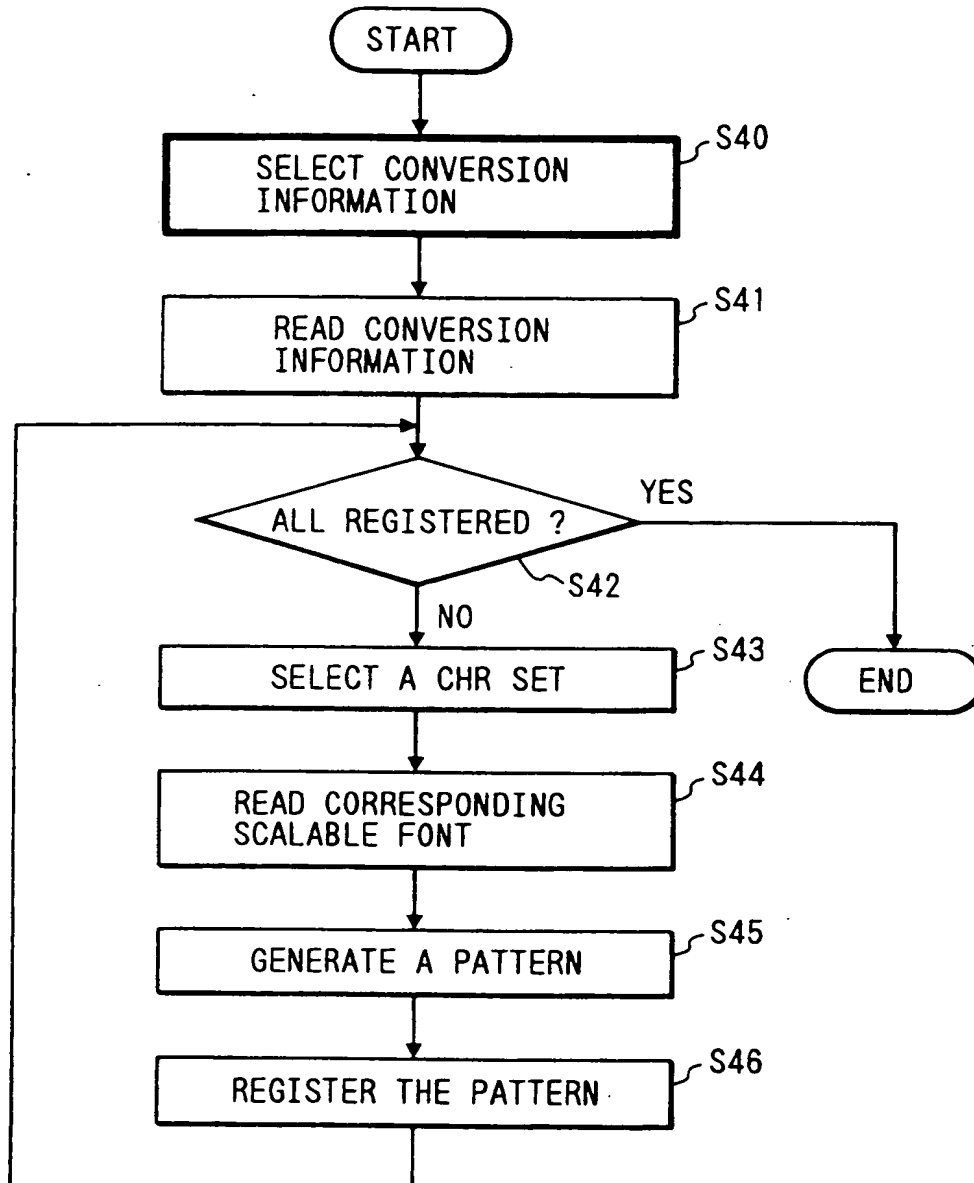 START
S40
SELECT CONVERSION
INFORMATION
S41
READ CONVERSION
INFORMATION
YES
ALL REGISTERED ?
S42
NO
S43
SELECT A CHR SET
END
S44
READ CORRESPONDING
SCALABLE FONT
S45
GENERATE A PATTERN
S46
REGISTER THE PATTERN